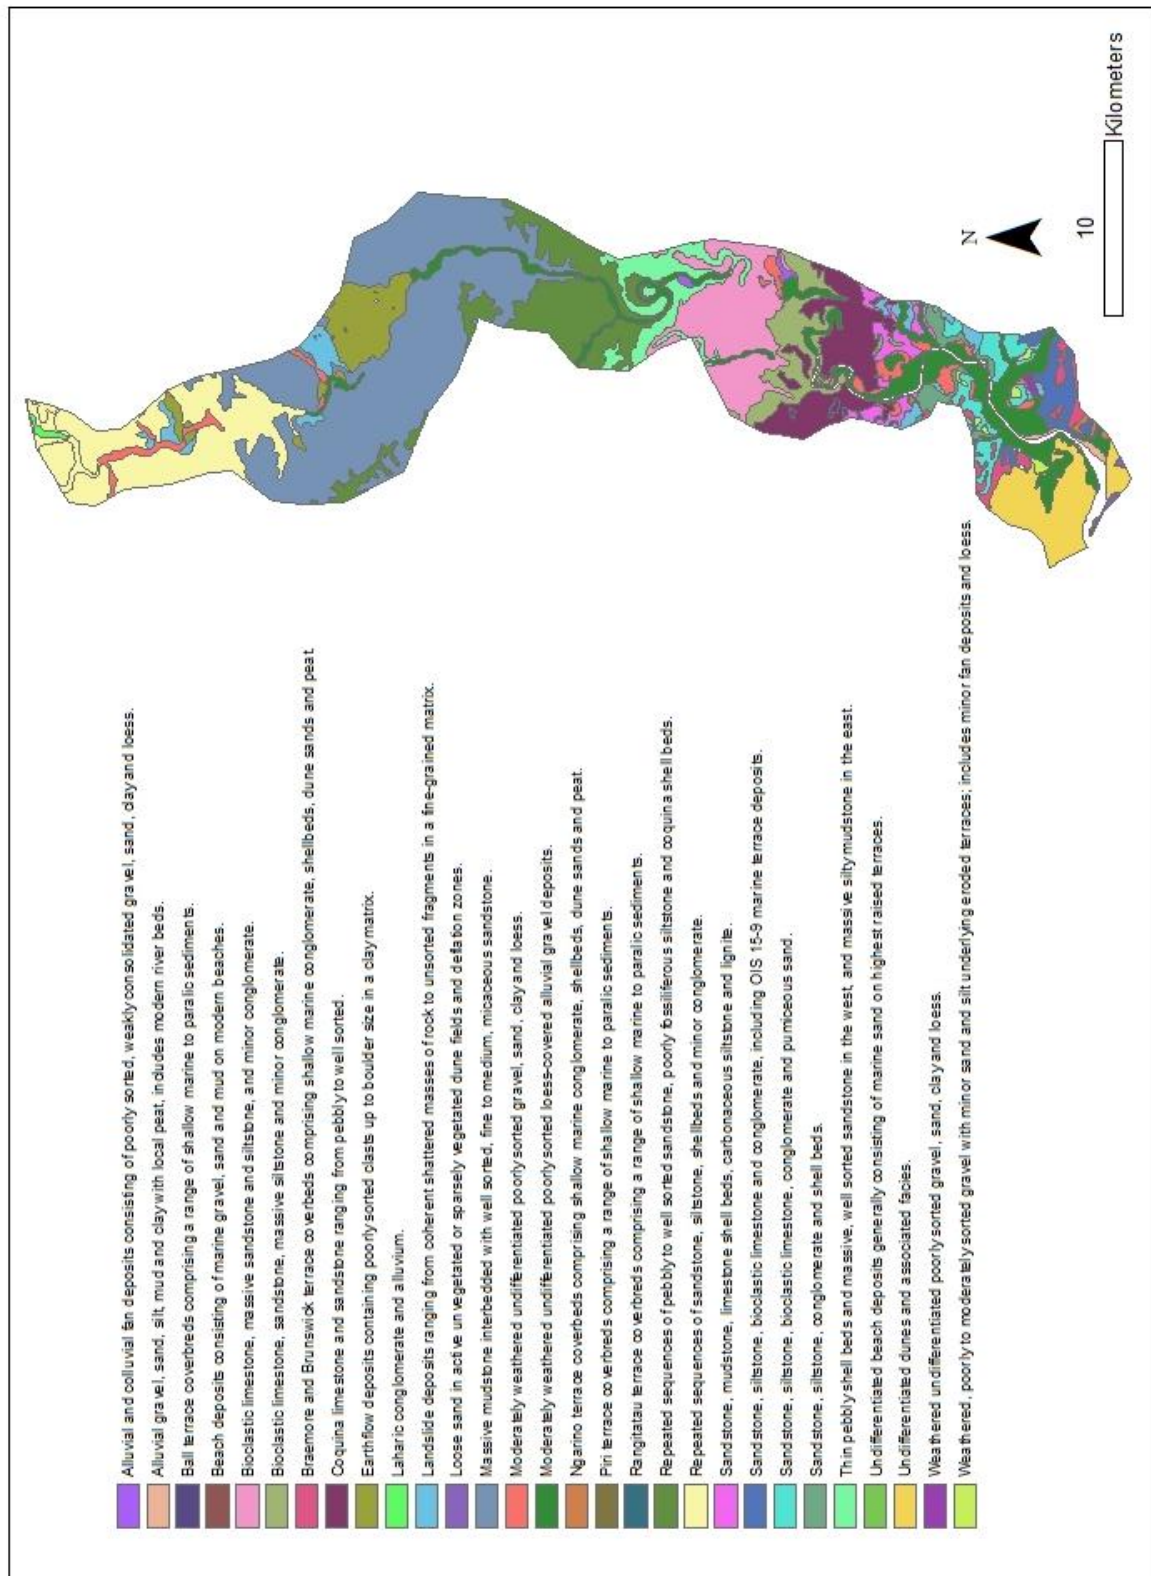 Alluvial and colluvial fan deposits consisting of poorly sorted, weakly consolidated gravel, sand, clay and loess.
Alluvial gravel, sand, silt, mud and clay with local peat, includes modern river beds.
Ball terrace coverbreds comprising a range of shallow marine to paralic sediments.
Beach deposits consisting of marine gravel, sand and mud on modern beaches.
Bioclastic limestone, massive sandstone and siltstone, and minor conglomerate.
Bioclastic limestone, sandstone, massive siltstone and minor conglomerate.
Braemore and Brunswick terrace coverbeds comprising shallow marine conglomerate, shellbeds, dune sands and peat.
Coquina limestone and sandstone ranging from pebbly to well sorted.
Earthflow deposits containing poorly sorted clasts up to boulder size in a clay matrix.
Laharic conglomerate and alluvium.
Landslide deposits ranging from coherent shattered masses of rock to unsorted fragments in a fine-grained matrix.
Loose sand in active unvegetated or sparsely vegetated dune fields and deflation zones.
Massive mudstone interbedded with well sorted, fine to medium, micaceous sandstone.
Moderately weathered undifferentiated poorly sorted gravel, sand, clay and loess.
Moderately weathered undifferentiated poorly sorted loess-covered alluvial gravel deposits.
Ngarino terrace coverbeds comprising shallow marine conglomerate, shellbeds, dune sands and peat.
Piri terrace coverbreds comprising a range of shallow marine to paralic sediments.
Rangitatau terrace coverbreds comprising a range of shallow marine to paralic sediments.
Repeated sequences of pebbly to well sorted sandstone, poorly fossiliferous siltstone and coquina shell beds.
Repeated sequences of sandstone, siltstone, shellbeds and minor conglomerate.
Sandstone, mudstone, limestone shell beds, carbonaceous siltstone and lignite.
Sandstone, siltstone, bioclastic limestone and conglomerate, including OIS 15-9 marine terrace deposits.
Sandstone, siltstone, bioclastic limestone, conglomerate and pumiceous sand.
Sandstone, siltstone, conglomerate and shell beds.
Thin pebbly shell beds and massive, well sorted sandstone in the west, and massive silty mudstone in the east.
Undifferentiated beach deposits generally consisting of marine sand on highest raised terraces.
Undifferentiated dunes and associated facies.
Weathered undifferentiated poorly sorted gravel, sand, clay and loess.
Weathered, poorly to moderately sorted gravel with minor sand and silt underlying eroded terraces; includes minor fan deposits and loess.
N
10
Kilometers